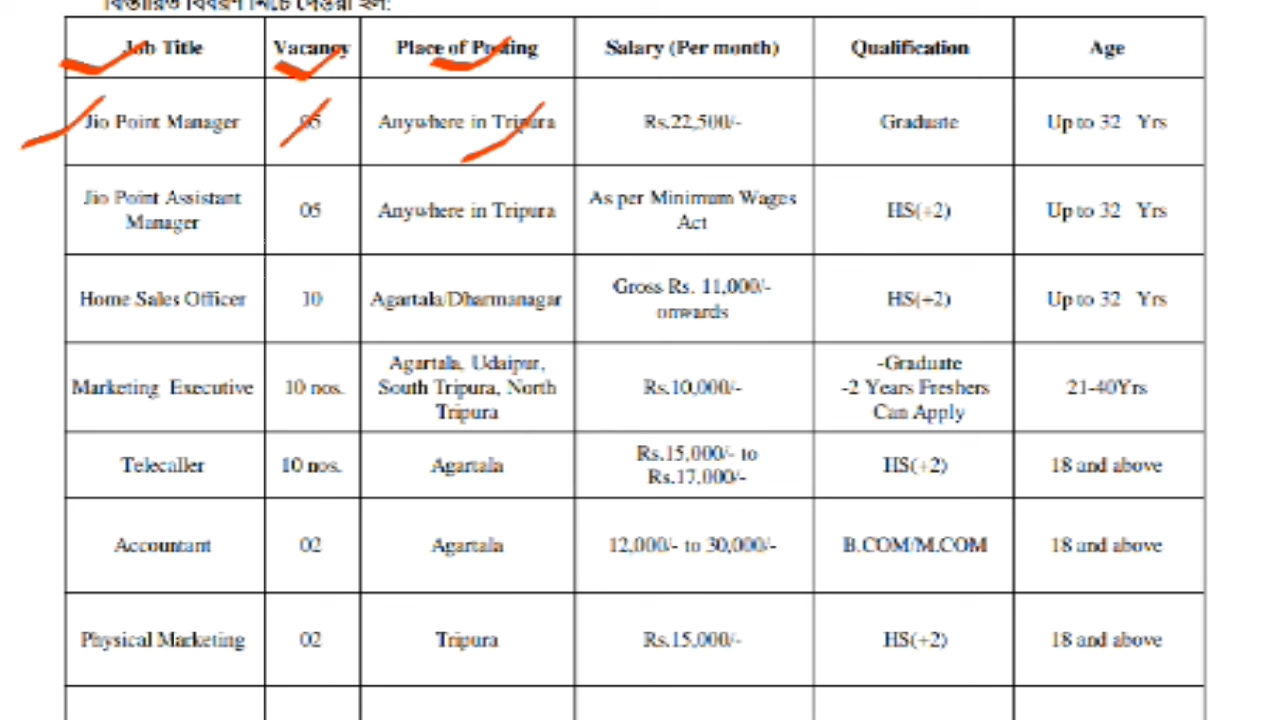 বিস্তারিত বিবরণ নিচে দেওয়া হল:
Job Title Vacancy Place of Posting Salary (Per month) Qualification Age
Jio Point Manager 05 Anywhere in Tripura Rs.22,500/- Graduate Up to 32 Yrs
Jio Point Assistant
Manager
05
Anywhere in Tripura
As per Minimum Wages
Act
HS(+2)
Up to 32 Yrs
Home Sales Officer
10
Agartala/Dharmanagar
Gross Rs. 11,000/-
onwards
HS(+2)
Up to 32 Yrs
Marketing Executive
10 nos.
Agartala, Udaipur,
South Tripura, North
Tripura
Rs.10,000/-
-Graduate
-2 Years Freshers
Can Apply
21-40Yrs
Telecaller
10 nos.
Agartala
Rs.15,000/- to
Rs.17,000/-
HS(+2)
18 and above
Accountant 02 Agartala 12,000/- to 30,000/- B.COM/M.COM 18 and above
Physical Marketing 02 Tripura Rs.15,000/- HS(+2) 18 and above